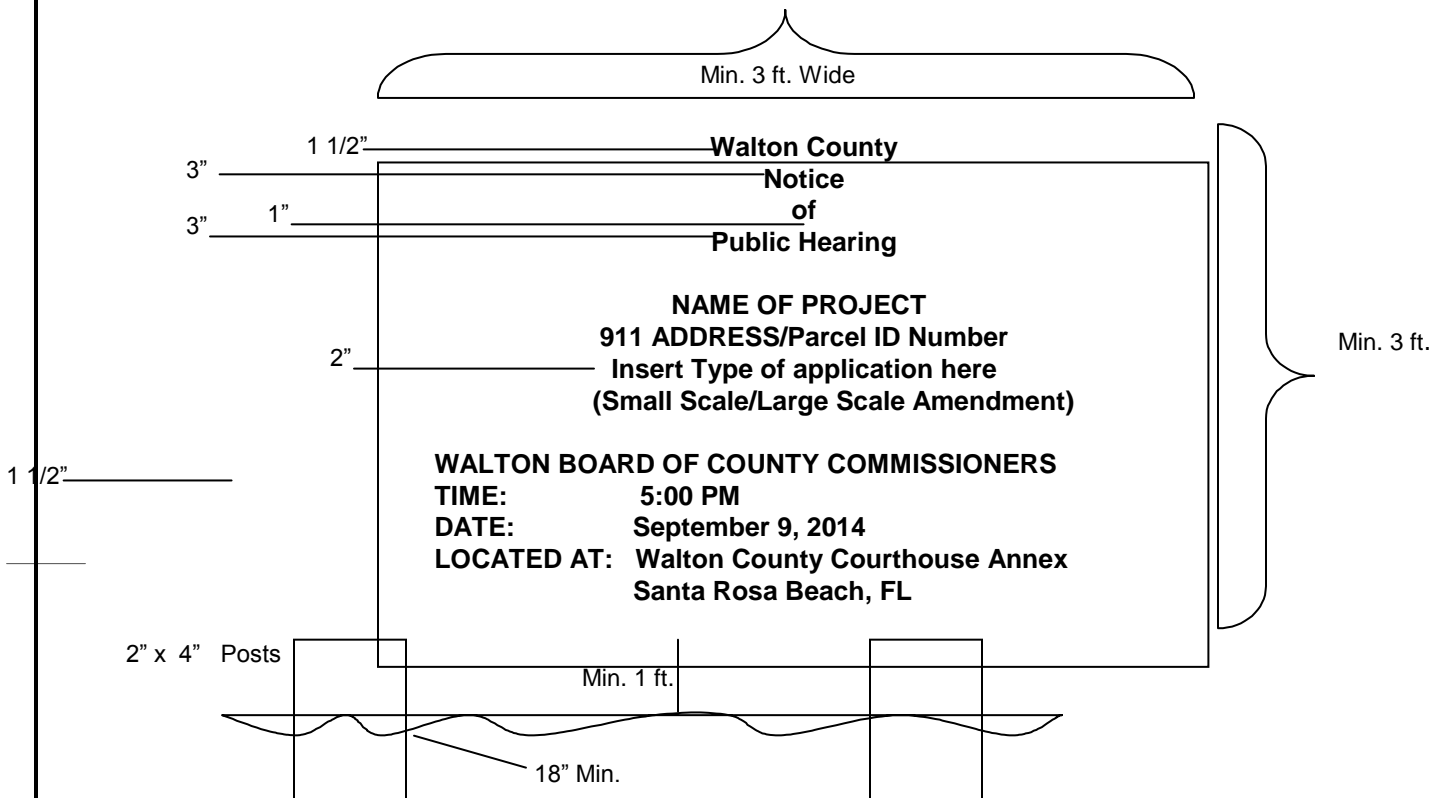 Min. 3 ft. Wide
1 1/2” Walton County
3” Notice
1” of
3” Public Hearing
NAME OF PROJECT
911 ADDRESS/Parcel ID Number
Min. 3 ft.
2” Insert Type of application here
(Small Scale/Large Scale Amendment)
WALTON BOARD OF COUNTY COMMISSIONERS
1 1/2”
TIME: 5:00 PM
DATE: September 9, 2014
LOCATED AT: Walton County Courthouse Annex
Santa Rosa Beach, FL
2” x 4” Posts
Min. 1 ft.
18” Min.